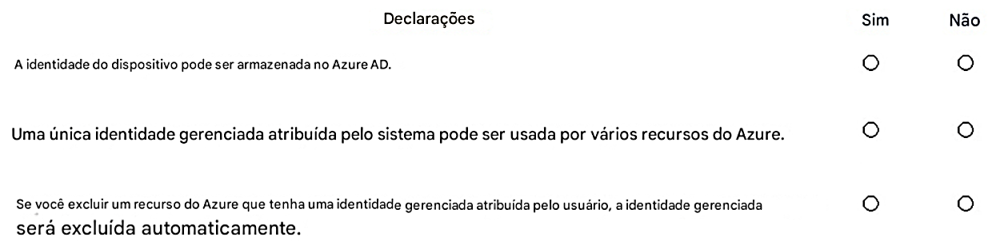 Declarações Sim Não
A identidade do dispositivo pode ser armazenada no Azure AD.
Uma única identidade gerenciada atribuída pelo sistema pode ser usada por vários recursos do Azure.
Se você excluir um recurso do Azure que tenha uma identidade gerenciada atribuída pelo usuário, a identidade gerenciada
será excluída automaticamente.